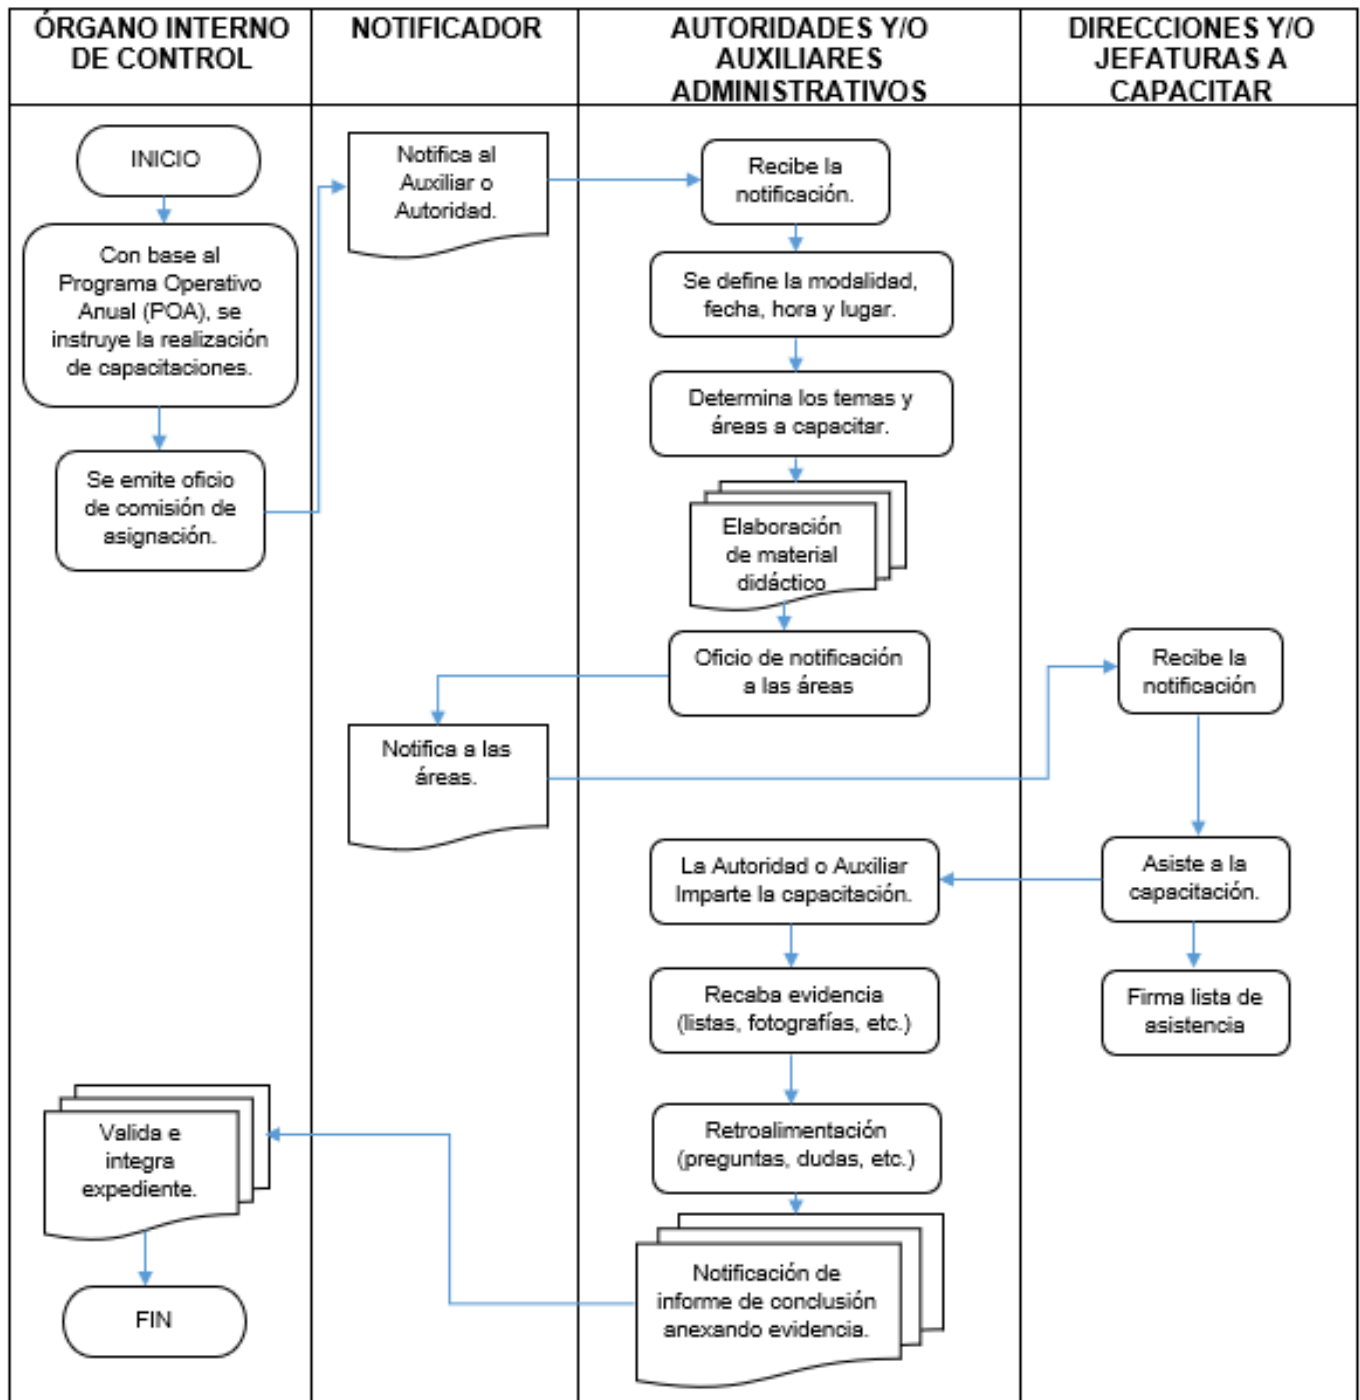 ÓRGANO INTERNO
DE CONTROL
NOTIFICADOR
AUTORIDADES Y/O
AUXILIARES
ADMINISTRATIVOS
DIRECCIONES Y/O
JEFATURAS A
CAPACITAR
INICIO
Con base al
Programa Operativo
Anual (POA), se
instruye la realización
de capacitaciones.
Se emite oficio
de comisión de
asignación.
Notifica al
Auxiliar o
Autoridad.
Recibe la
notificación.
Se define la modalidad,
fecha, hora y lugar.
Determina los temas y
áreas a capacitar.
Elaboración
de material
didáctico
Oficio de notificación
a las áreas
Notifica a las
áreas.
Recibe la
notificación
Asiste a la
capacitación.
Firma lista de
asistencia
La Autoridad o Auxiliar
Imparte la capacitación.
Recaba evidencia
(listas, fotografías, etc.)
Retroalimentación
(preguntas, dudas, etc.)
Notificación de
informe de conclusión
anexando evidencia.
Valida e
integra
expediente.
FIN